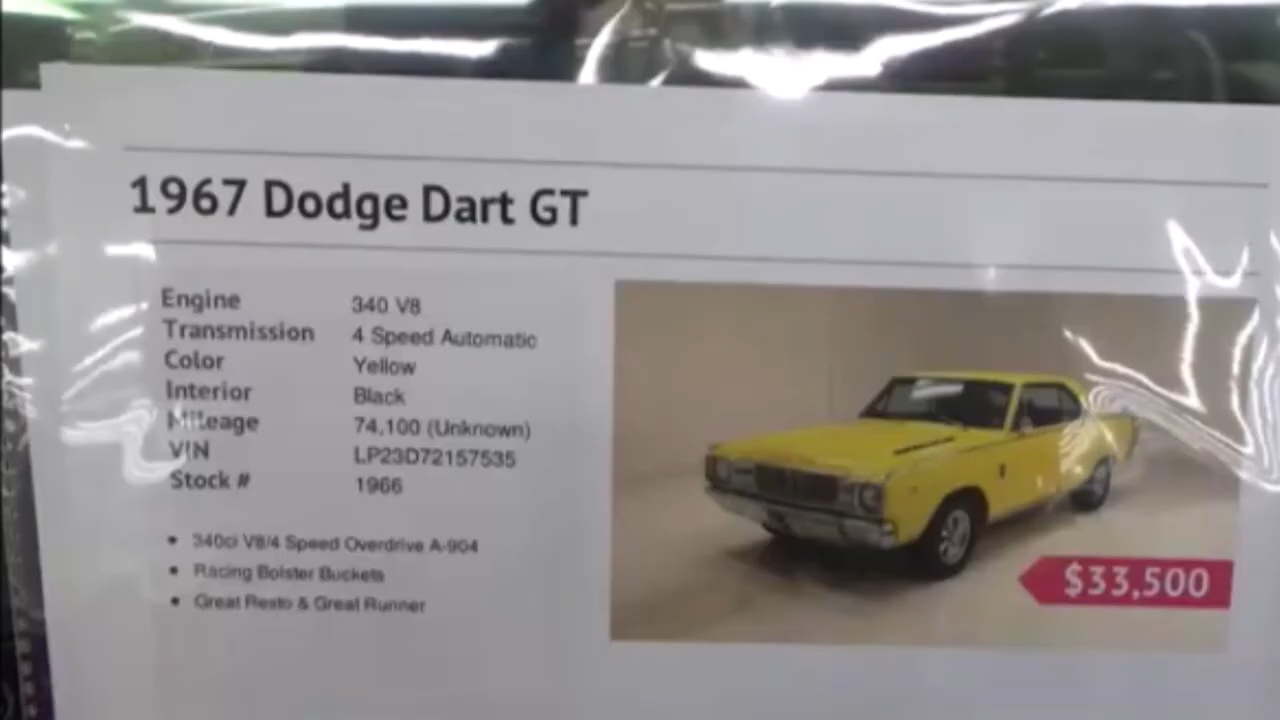 1967 Dodge Dart GT
Engine 340 V8
Transmission 4 Speed Automatic
Color Yellow
Interior Black
Mileage 74,100 (Unknown)
VIN LP23D72157535
Stock # 1966
• 340ci V8/4 Speed Overdrive A-904
• Racing Bolster Buckets
• Great Resto & Great Runner
$33,500